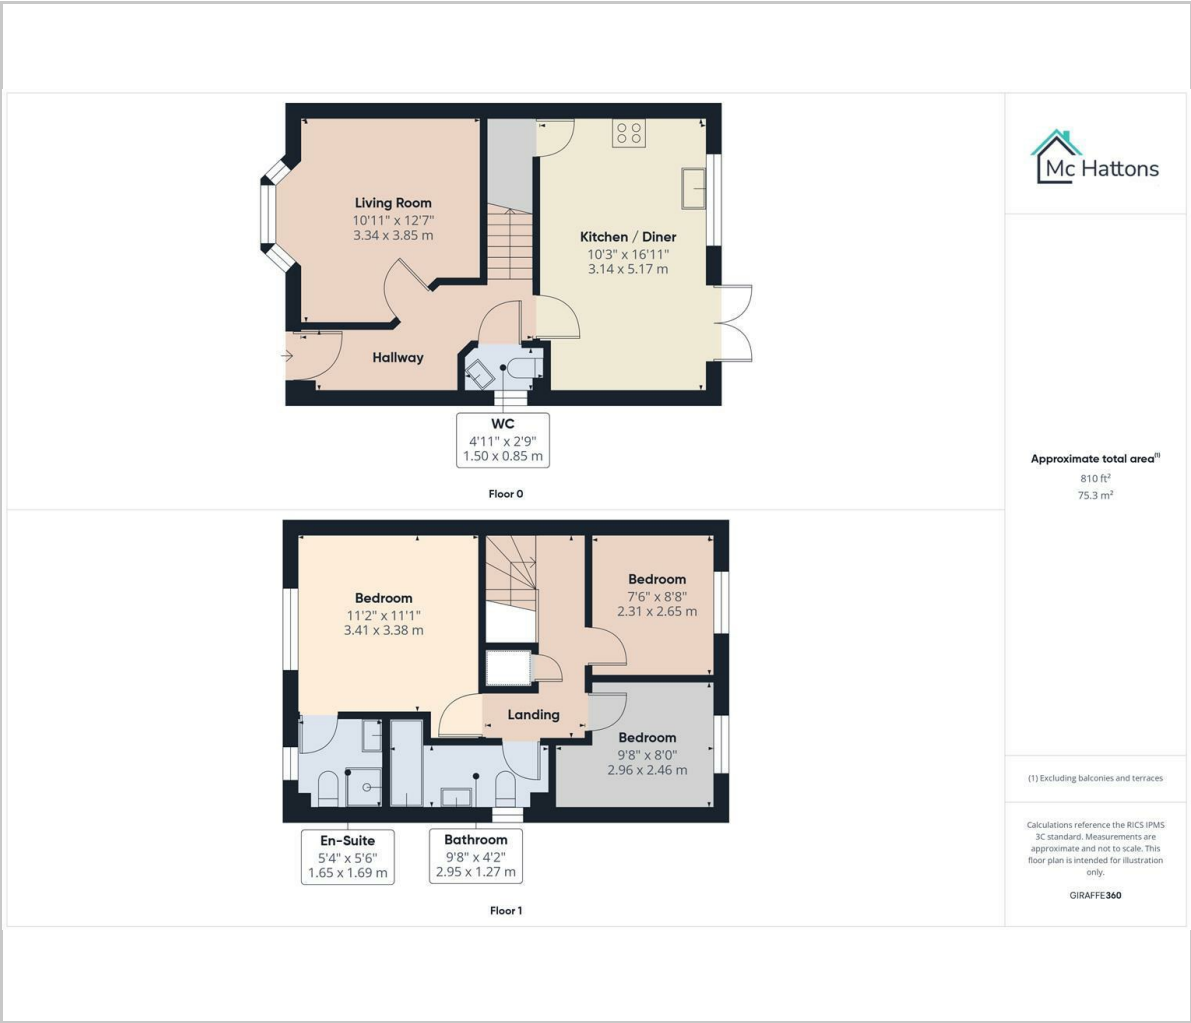 Living Room
10'11" x 12'7"
3.34 x 3.85 m
Kitchen / Diner
10'3" x 16'11"
3.14 x 5.17 m
Hallway
WC
4'11" x 2'9"
1.50 x 0.85 m
Floor 0
Bedroom
11'2" x 11'1"
3.41 x 3.38 m
Bedroom
7'6" x 8'8"
2.31 x 2.65 m
Landing
Bedroom
9'8" x 8'0"
2.96 x 2.46 m
En-Suite
5'4" x 5'6"
1.65 x 1.69 m
Bathroom
9'8" x 4'2"
2.95 x 1.27 m
Floor 1
Mc Hattons
Approximate total area(1)
810 ft²
75.3 m²
(1) Excluding balconies and terraces
Calculations reference the RICS IPMS
3C standard. Measurements are
approximate and not to scale. This
floor plan is intended for illustration
only.
GIRAFFE360